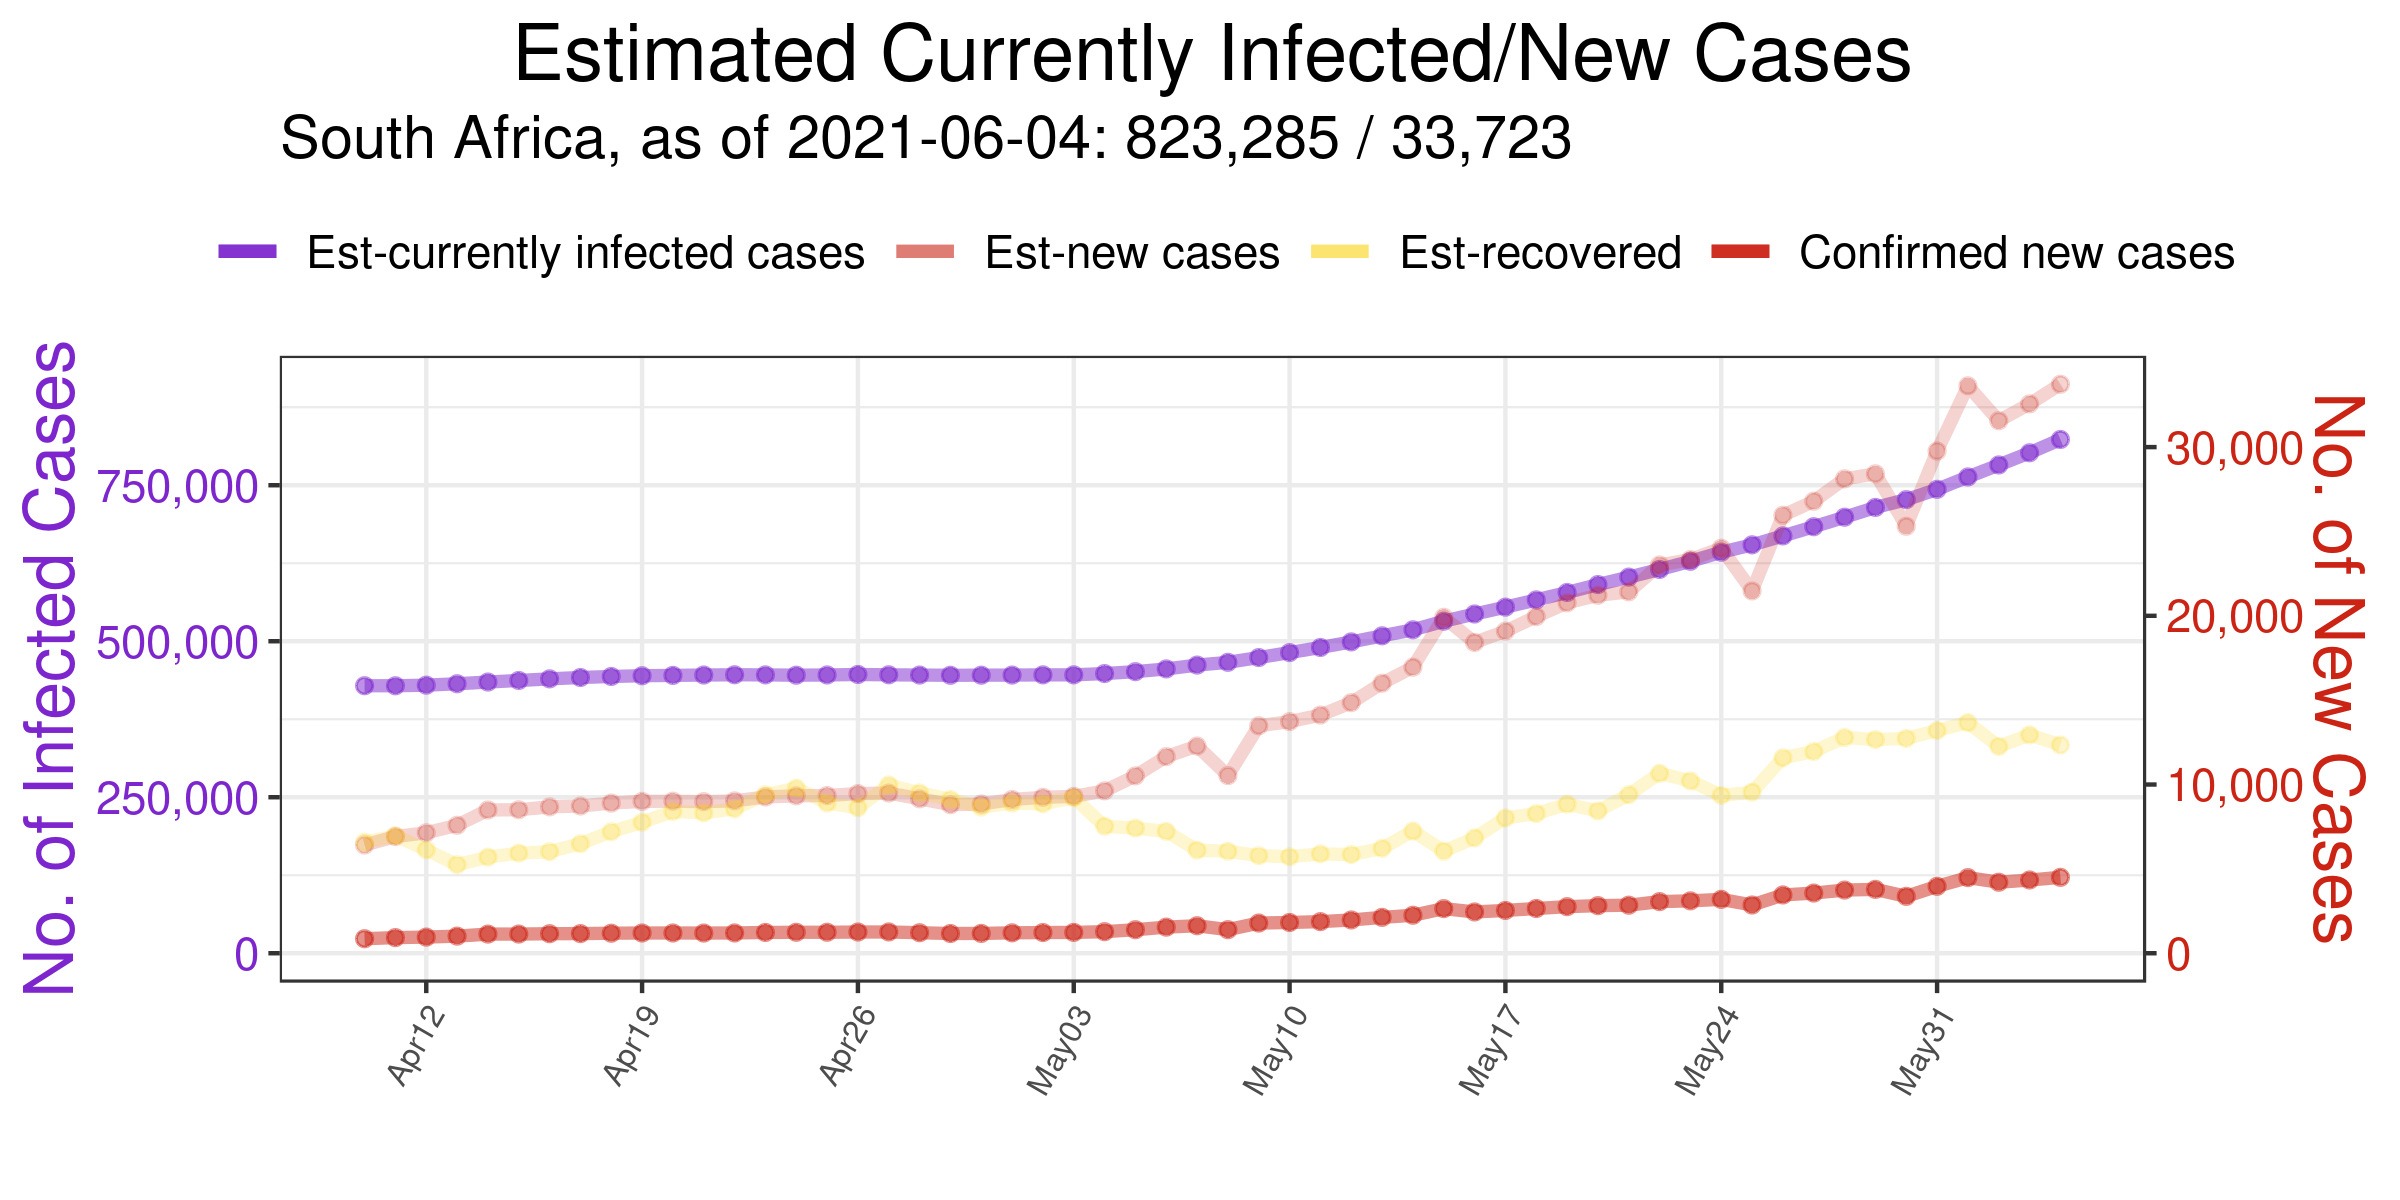 Estimated Currently Infected/New Cases
South Africa, as of 2021-06-04: 823,285 / 33,723
Est-currently infected cases Est-new cases Est-recovered Confirmed new cases
No. of Infected Cases
750,000
500,000
250,000
0
30,000
20,000
10,000
0
No. of New Cases
Apr12 Apr19 Apr26 May03 May10 May17 May24 May31